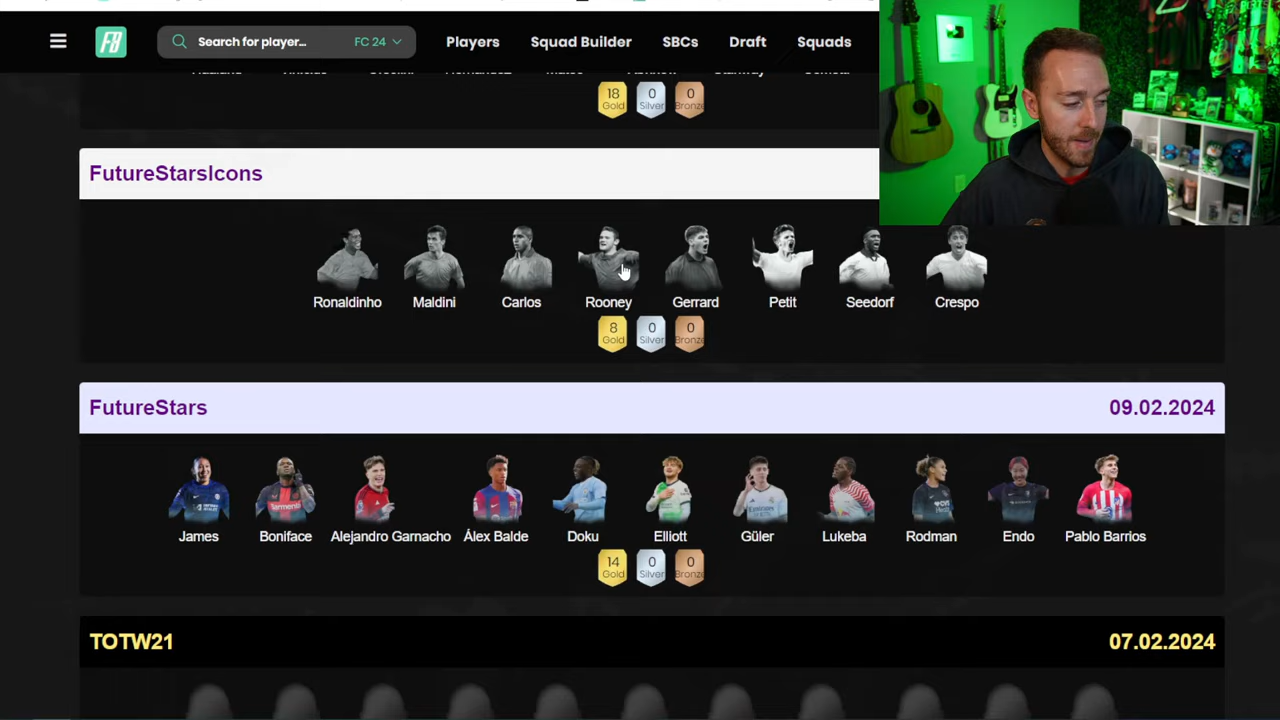 FB Search for player... FC 24 Players Squad Builder SBCs Draft Squads
18 Gold 0 Silver 0 Bronze
FutureStarsIcons
Ronaldinho Maldini Carlos Rooney Gerrard Petit Seedorf Crespo
8 Gold 0 Silver 0 Bronze
FutureStars 09.02.2024
James Boniface Alejandro Garnacho Álex Balde Doku Elliott Güler Lukeba Rodman Endo Pablo Barrios
14 Gold 0 Silver 0 Bronze
TOTW21 07.02.2024